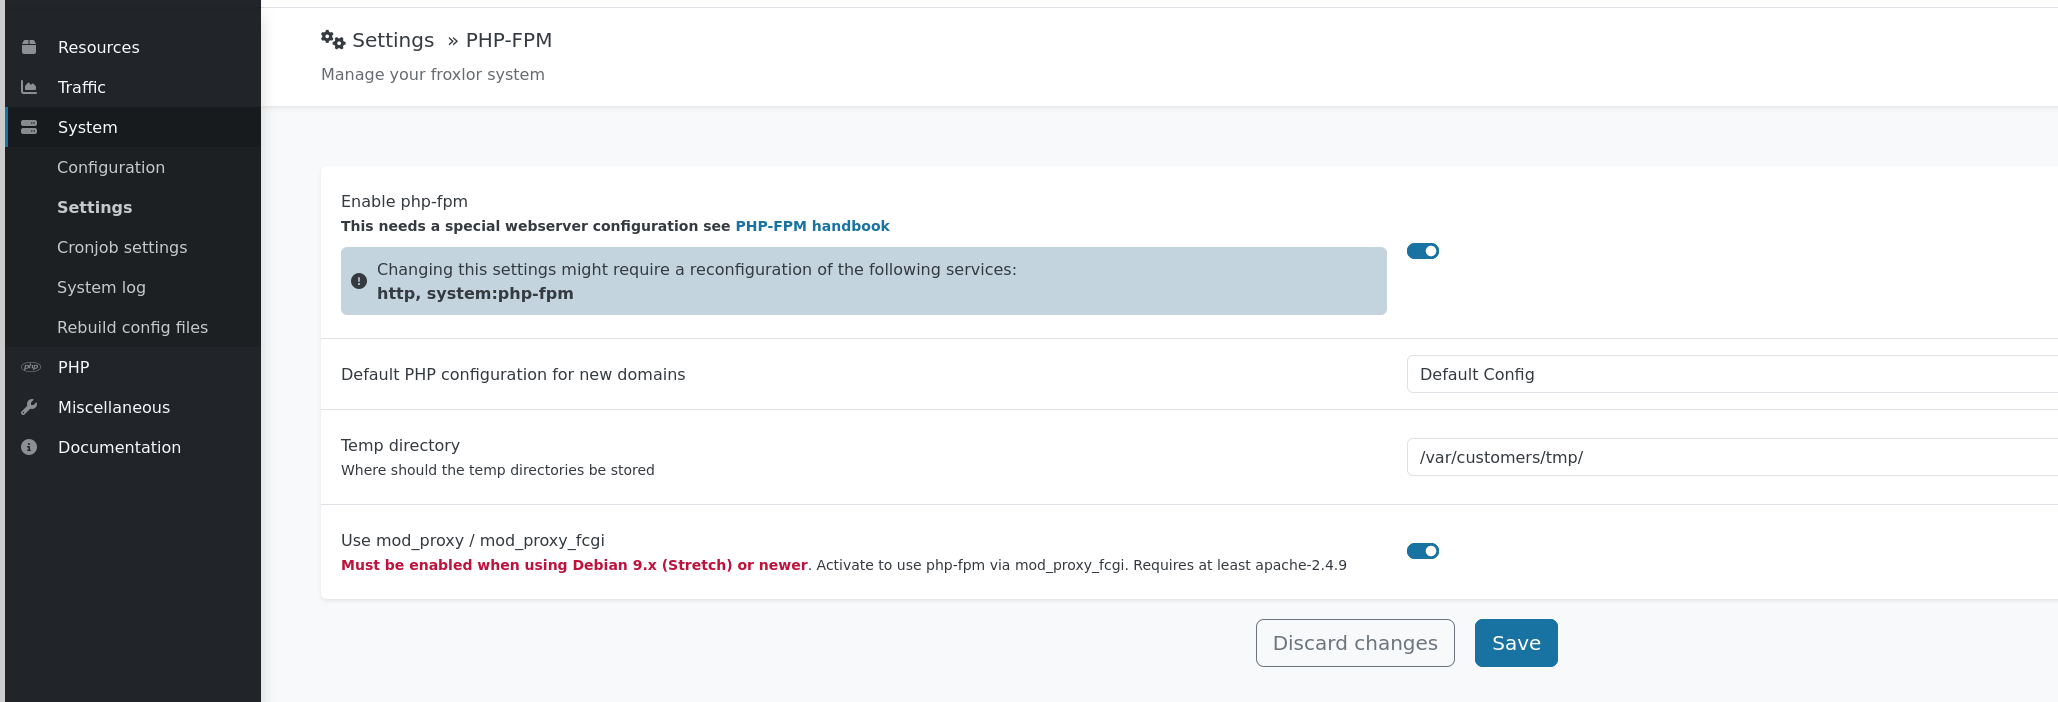 Resources
Traffic
System
Configuration
Settings
Cronjob settings
System log
Rebuild config files
php PHP
Miscellaneous
Documentation
Settings » PHP-FPM
Manage your froxlor system
Enable php-fpm
This needs a special webserver configuration see PHP-FPM handbook
Changing this settings might require a reconfiguration of the following services:
http, system:php-fpm
Default PHP configuration for new domains
Default Config
Temp directory
Where should the temp directories be stored
/var/customers/tmp/
Use mod_proxy / mod_proxy_fcgi
Must be enabled when using Debian 9.x (Stretch) or newer. Activate to use php-fpm via mod_proxy_fcgi. Requires at least apache-2.4.9
Discard changes
Save